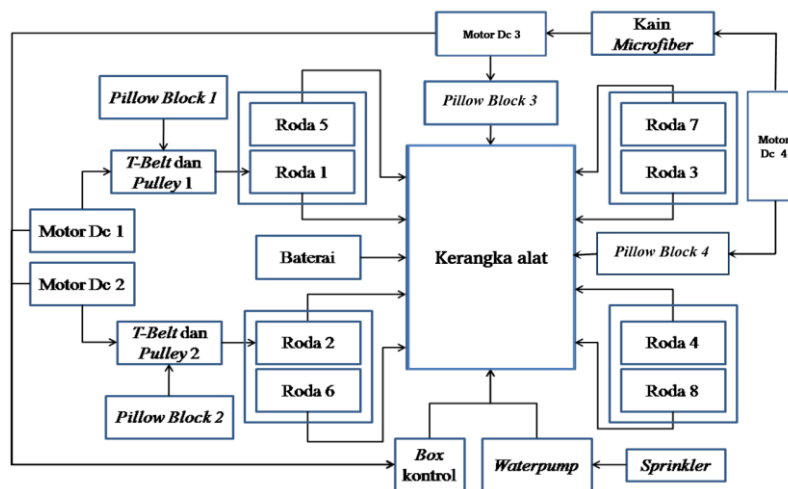 Motor Dc 3
Kain
Microfiber
Pillow Block 1
Roda 5
Pillow Block 3
Roda 7
Motor
Dc 4
T-Belt dan
Pulley 1
Roda 1
Roda 3
Motor Dc 1
Baterai
Kerangka alat
Pillow Block 4
Motor Dc 2
T-Belt dan
Pulley 2
Roda 2
Roda 4
Roda 6
Roda 8
Pillow Block 2
Box
kontrol
Waterpump
Sprinkler